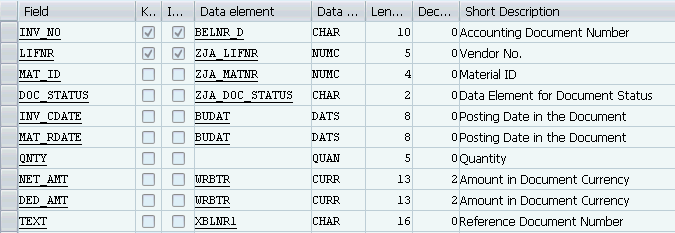 Field K.. I.. Data element Data ... Len... Dec... Short Description
INV_NO BELNR_D CHAR 10 0 Accounting Document Number
LIFNR ZJA_LIFNR NUMC 5 0 Vendor No.
MAT_ID ZJA_MATNR NUMC 4 0 Material ID
DOC_STATUS ZJA_DOC_STATUS CHAR 2 0 Data Element for Document Status
INV_CDATE BUDAT DATS 8 0 Posting Date in the Document
MAT_RDATE BUDAT DATS 8 0 Posting Date in the Document
QNTY QUAN 5 0 Quantity
NET_AMT WRBTR CURR 13 2 Amount in Document Currency
DED_AMT WRBTR CURR 13 2 Amount in Document Currency
TEXT XBLNR1 CHAR 16 0 Reference Document Number